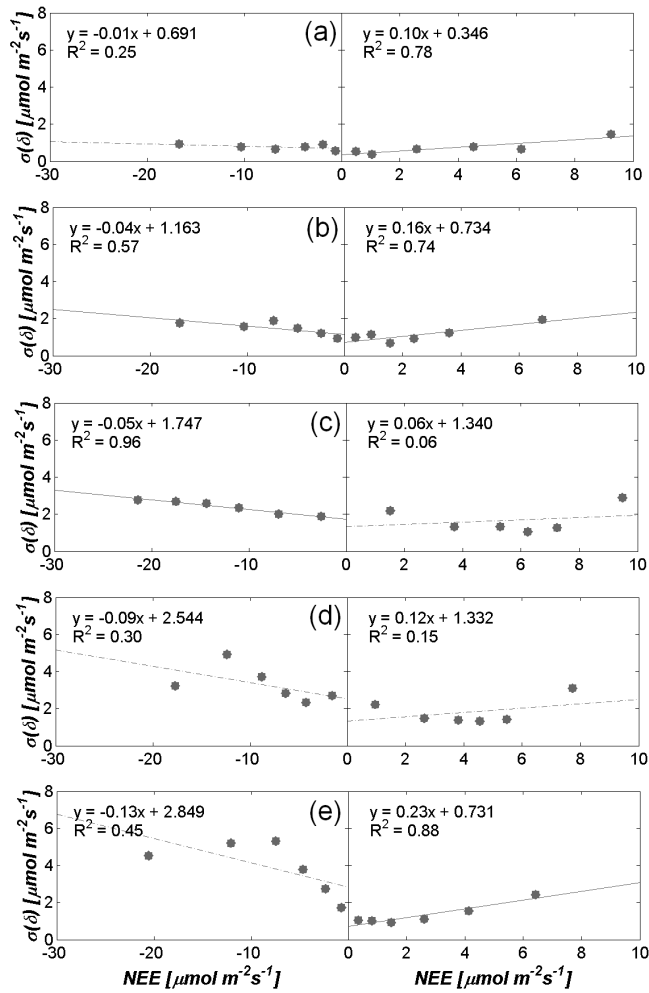 8
6
4
2
0
σ(δ) [μmol m⁻²s⁻¹]
y = -0.01x + 0.691
R² = 0.25
(a)
y = 0.10x + 0.346
R² = 0.78
-30 -20 -10 0 2 4 6 8 10
8
6
4
2
0
σ(δ) [μmol m⁻²s⁻¹]
y = -0.04x + 1.163
R² = 0.57
(b)
y = 0.16x + 0.734
R² = 0.74
-30 -20 -10 0 2 4 6 8 10
8
6
4
2
0
σ(δ) [μmol m⁻²s⁻¹]
y = -0.05x + 1.747
R² = 0.96
(c)
y = 0.06x + 1.340
R² = 0.06
-30 -20 -10 0 2 4 6 8 10
8
6
4
2
0
σ(δ) [μmol m⁻²s⁻¹]
y = -0.09x + 2.544
R² = 0.30
(d)
y = 0.12x + 1.332
R² = 0.15
-30 -20 -10 0 2 4 6 8 10
8
6
4
2
0
σ(δ) [μmol m⁻²s⁻¹]
y = -0.13x + 2.849
R² = 0.45
(e)
y = 0.23x + 0.731
R² = 0.88
-30 -20 -10 0 2 4 6 8 10
NEE [μmol m⁻²s⁻¹] NEE [μmol m⁻²s⁻¹]